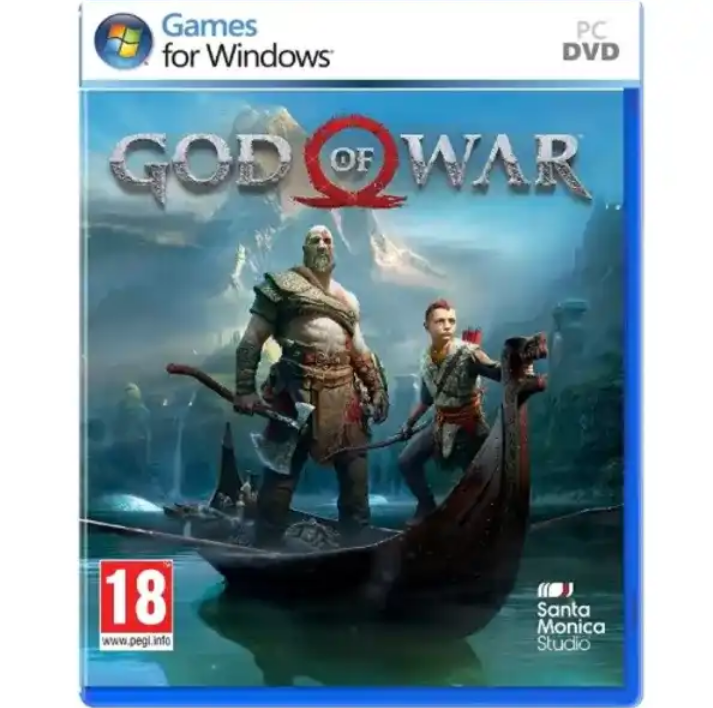 Games
for Windows
PC
DVD
GOD OF WAR
18
www.pegi.info
Santa
Monica
Studio